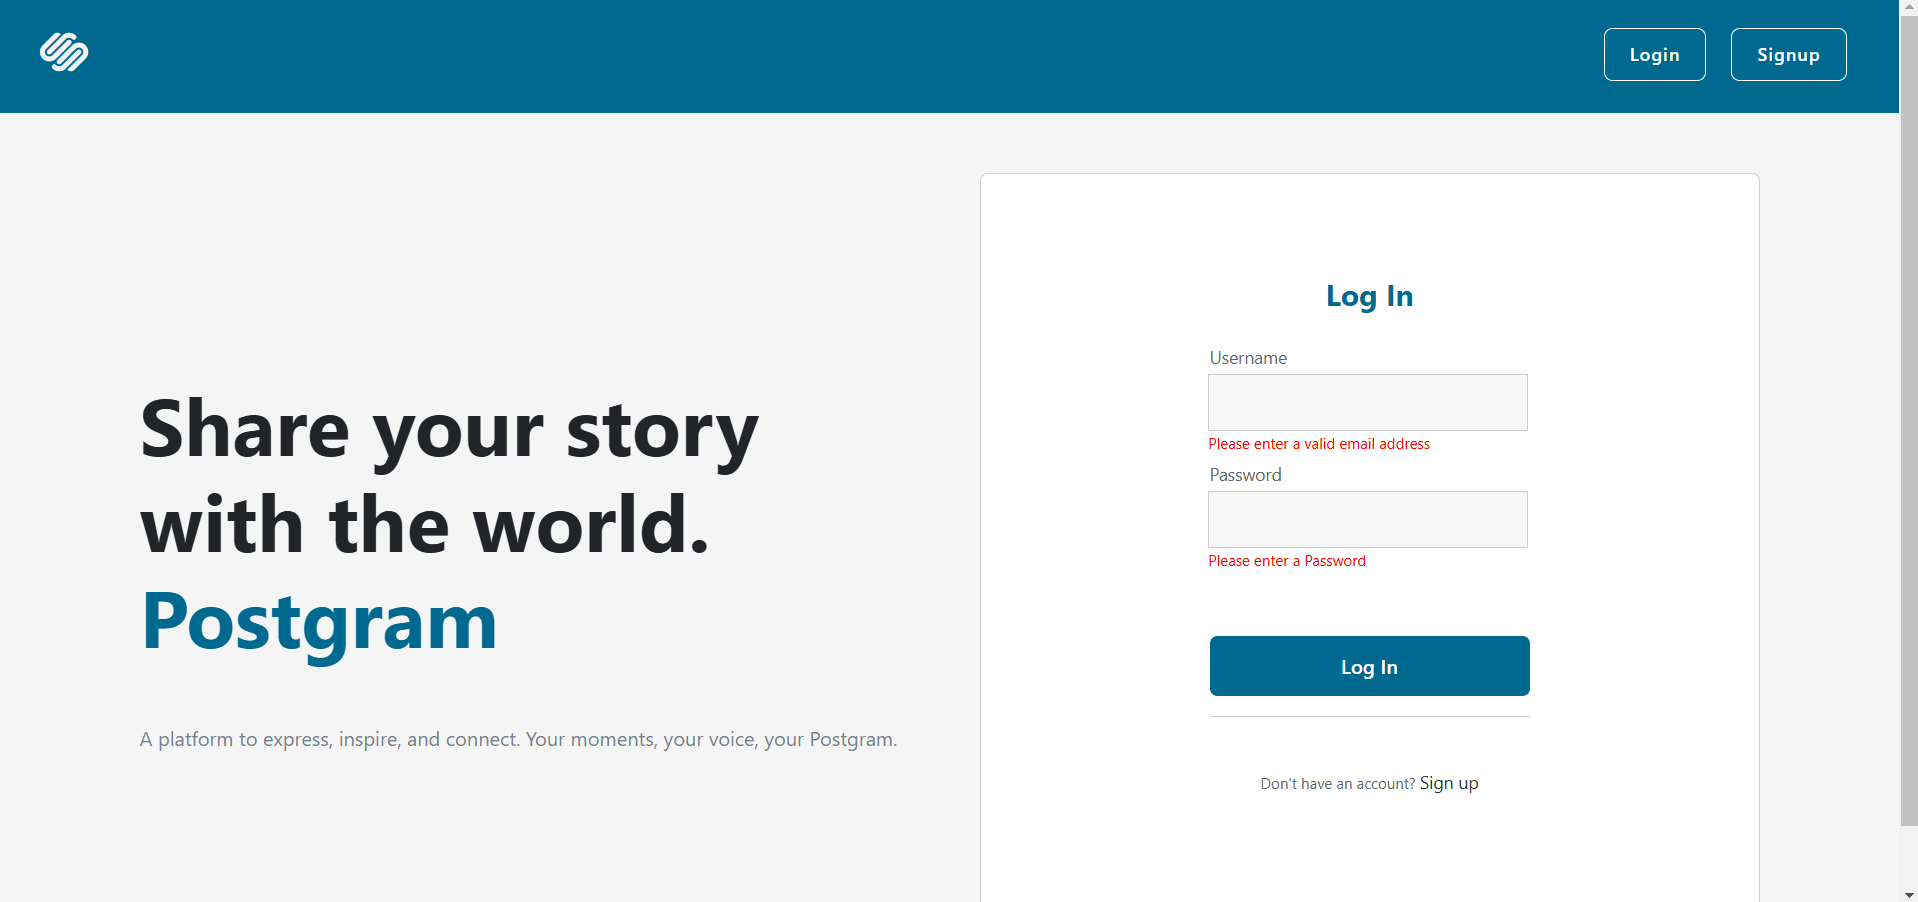 Login
Signup
Share your story
with the world.
Postgram
A platform to express, inspire, and connect. Your moments, your voice, your Postgram.
Log In
Username
Please enter a valid email address
Password
Please enter a Password
Log In
Don't have an account? Sign up